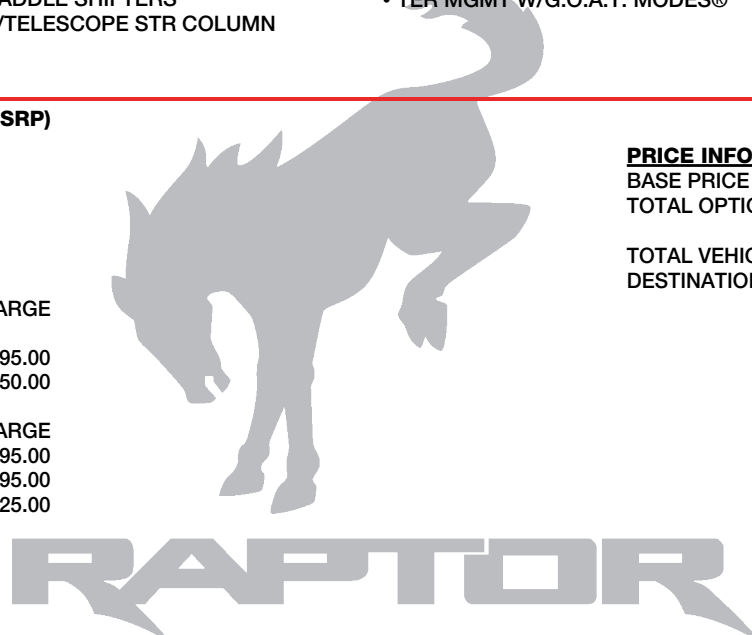 ADDLE SHIFTERS
/TELESCOPE STR COLUMN
• TER MGMT W/G.O.A.T. MODES®
SRP)
ARGE
95.00
50.00
ARGE
95.00
95.00
25.00
PRICE INFO
BASE PRICE
TOTAL OPTIO
TOTAL VEHIC
DESTINATION
RAPTOR